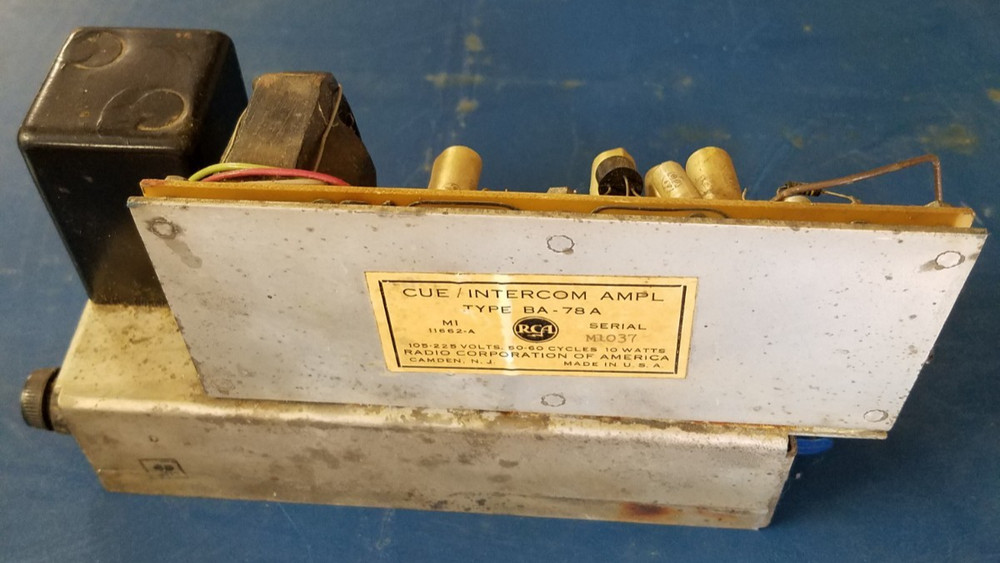 CUE / INTERCOM AMPL
TYPE BA-78A
MI
11662-A
RCA
SERIAL
M1037
105-225 VOLTS, 50-60 CYCLES 10 WATTS
RADIO CORPORATION OF AMERICA
CAMDEN, N. J. MADE IN U. S. A.